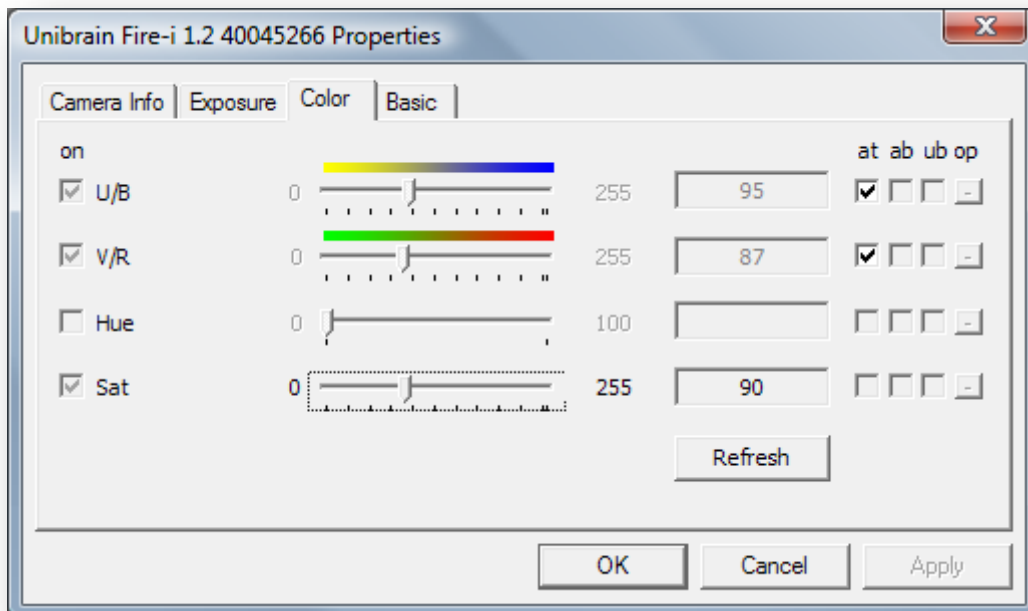 Unibrain Fire-i 1.2 40045266 Properties
Camera Info Exposure Color Basic
on at ab ub op
U/B 0 255 95 -
V/R 0 255 87 -
Hue 0 100 -
Sat 0 255 90 -
Refresh
OK Cancel Apply